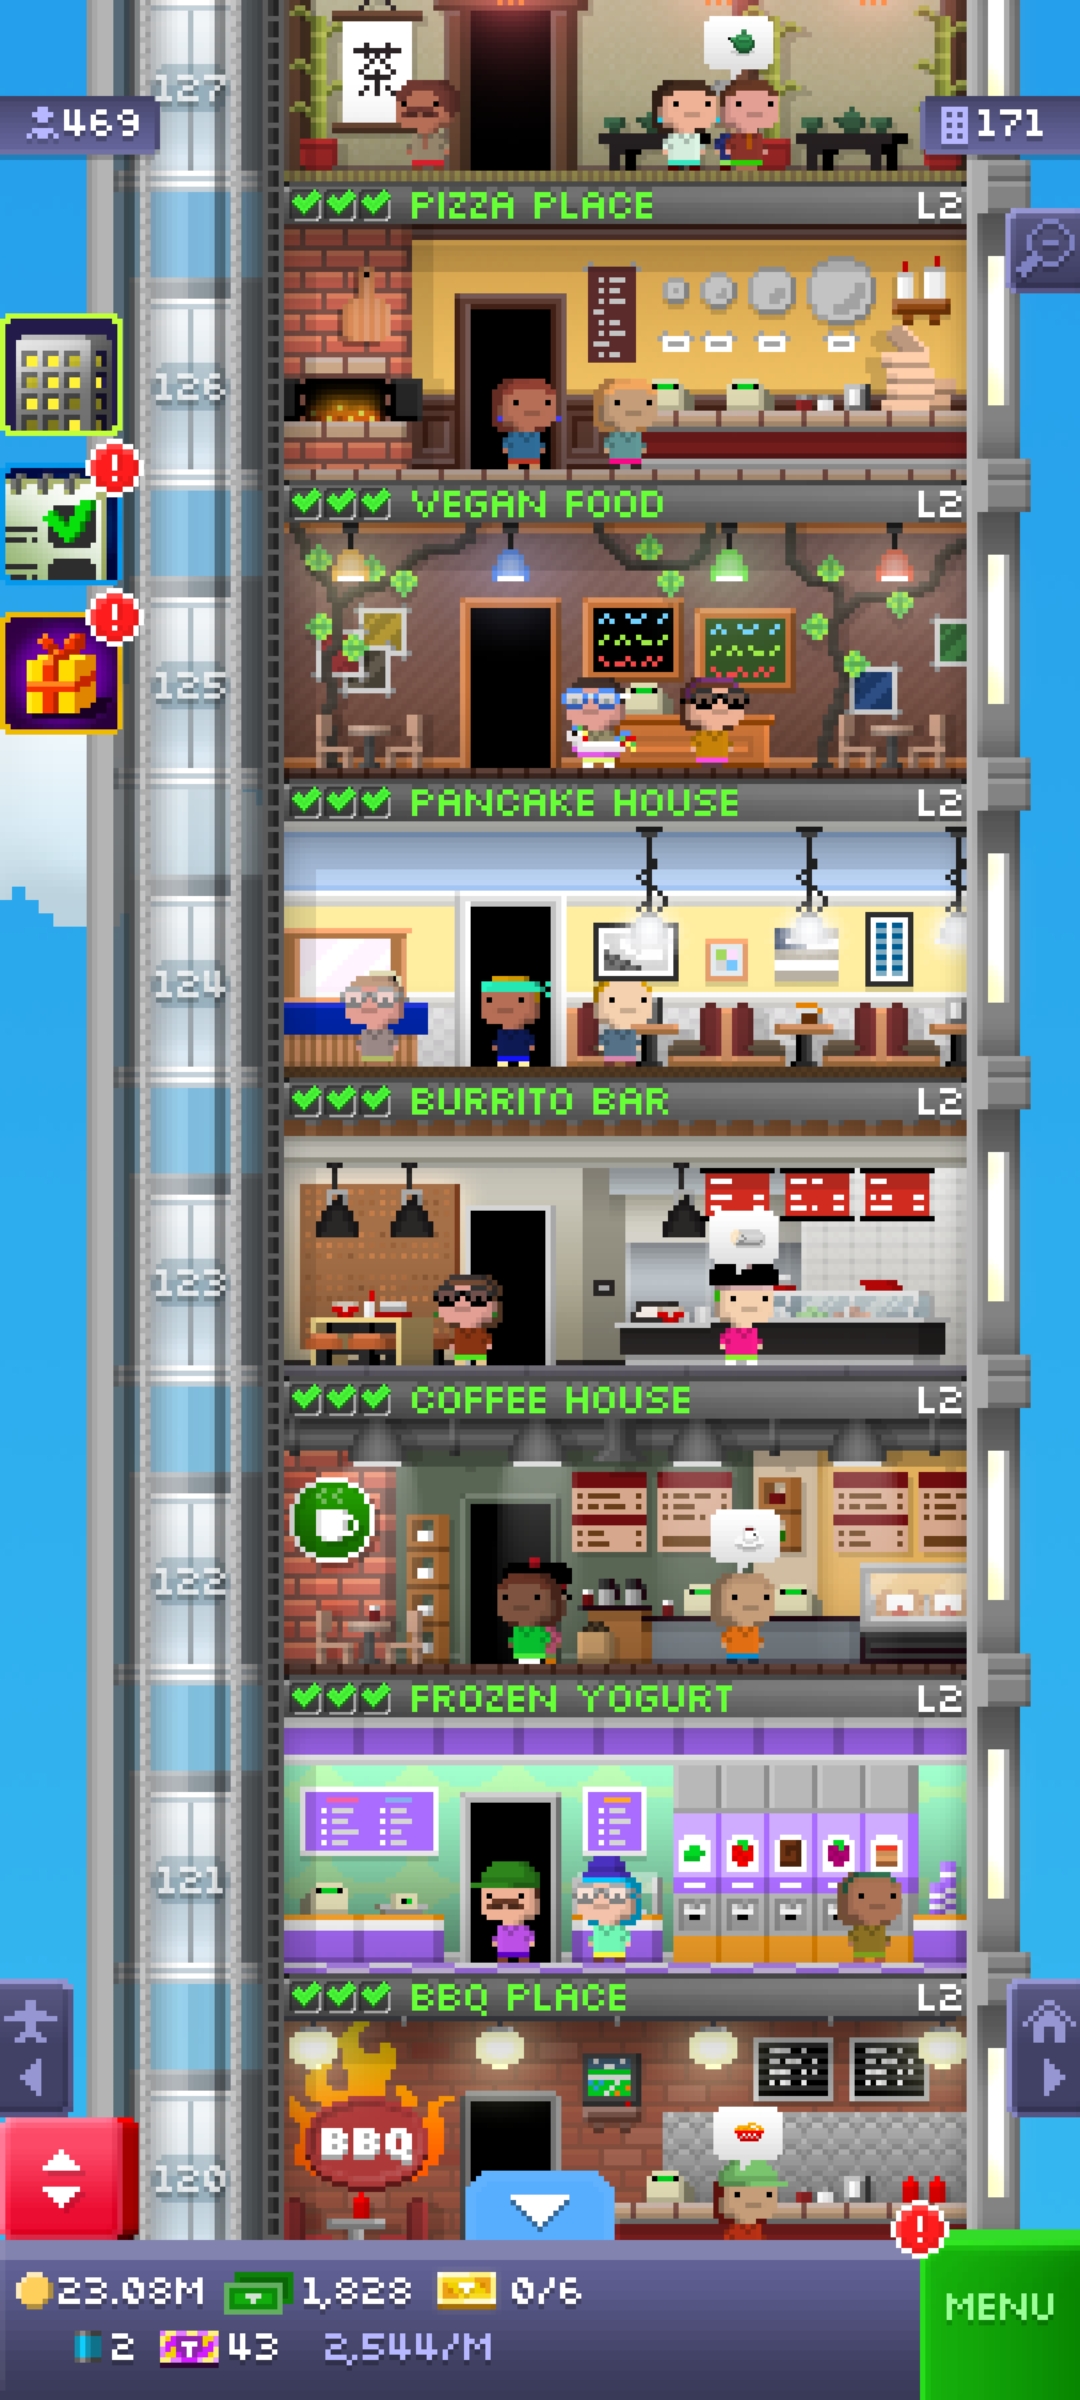 茶
127
469
171
PIZZA PLACE L2
126
VEGAN FOOD L2
125
PANCAKE HOUSE L2
124
BURRITO BAR L2
123
COFFEE HOUSE L2
122
FROZEN YOGURT L2
121
BBQ PLACE L2
BBQ
120
23.08M 1,828 0/6
MENU
2 T 43 2,544/M